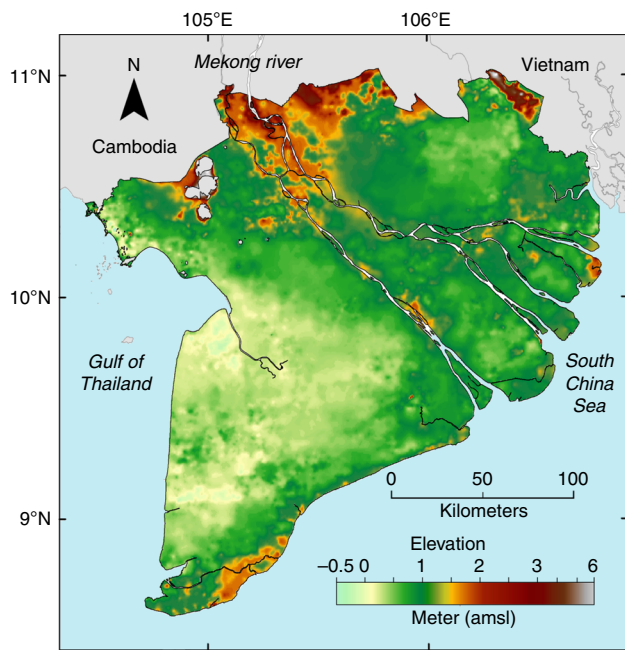 105°E 106°E
11°N
N
Mekong river
Vietnam
Cambodia
10°N
Gulf of
Thailand
South
China
Sea
0 50 100
Kilometers
9°N
Elevation
−0.5 0 1 2 3 6
Meter (amsl)